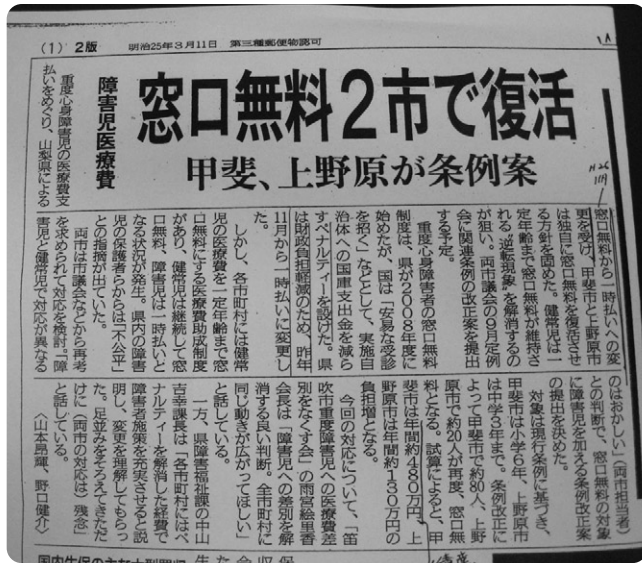 (1) 2版 明治25年3月11日 第三種郵便物認可
窓口無料2市で復活
甲斐、上野原が条例案
障害児医療費
重度心身障害児の医療費支
払いをめぐり、山梨県による
窓口無料から一時払いへの変
更を受け、甲斐市と上野原市
は独自に窓口無料を復活させ
る方針を固めた。健常児は一
定年齢まで窓口無料が維持さ
れる〝逆転現象〟を解消するの
が狙い。両市議会の9月定例
会に関連条例の改正案を提出
する予定。
重度心身障害者の窓口無料
制度は、県が2008年度に
始めたが、国は「安易な受診
を招く」などとして、実施自
治体への国庫支出金を減ら
すペナルティーを設けた。県
は財政負担軽減のため、昨年
11月から一時払いに変更し
た。
しかし、各市町村には健常
児の医療費を一定年齢まで窓
口無料にする医療費助成制度
があり、健常児は継続して窓
口無料、障害児は一時払いと
なる状況が発生。県内の障害
児の保護者らからは「不公平」
との指摘が出ていた。
両市は市議会などから再考
を求められて対応を検討。「障
害児と健常児で対応が異なる
のはおかしい」(両市担当者)
との判断で、窓口無料の対象
に障害児を加える条例改正案
の提出を決めた。
対象は現行条例に基づき、
甲斐市は小学6年、上野原市
は中学3年まで。条例改正に
よって甲斐市で約80人、上野
原市で約20人が再度、窓口無
料となる。試算によると、甲
斐市は年間約480万円、上
野原市は年間約130万円の
負担増となる。
今回の対応について、「笛
吹市重度障害児への医療費差
別をなくす会」の雨宮絵里香
会長は「障害児への差別を解
消する良い判断。全市町村に
同じ動きが広がってほしい」
と話している。
一方、県障害福祉課の中山
吉幸課長は「各市町村にはペ
ナルティーを解消した経費で
障害者施策を充実させると説
明し、変更を理解してもらっ
た。足並みをそろえてきただ
けに(両市の対応は)残念」
と話している。
〈山本昂輝、野口健介〉
H26